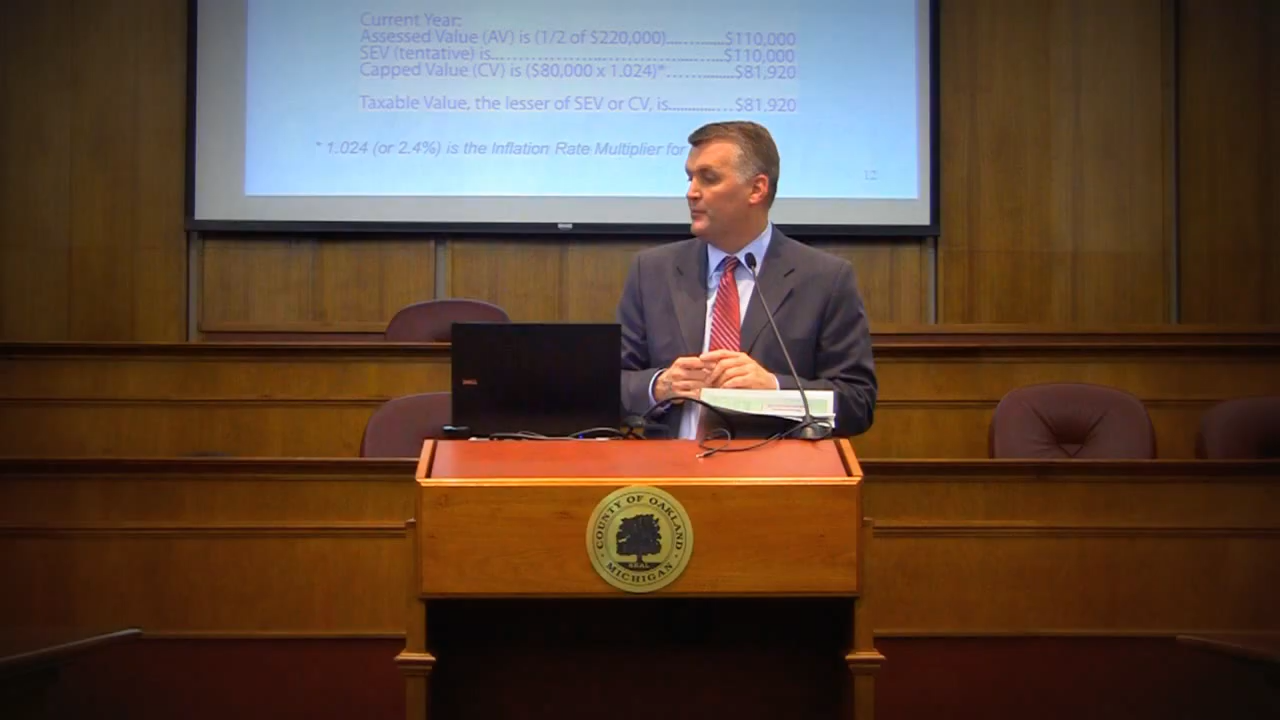 Current Year:
Assessed Value (AV) is (1/2 of $220,000)..............$110,000
SEV (tentative) is......................................................$110,000
Capped Value (CV) is ($80,000 x 1.024)*.................$81,920
Taxable Value, the lesser of SEV or CV, is...............$81,920
* 1.024 (or 2.4%) is the Inflation Rate Multiplier for
12
DELL
COUNTY OF OAKLAND
SEAL
MICHIGAN